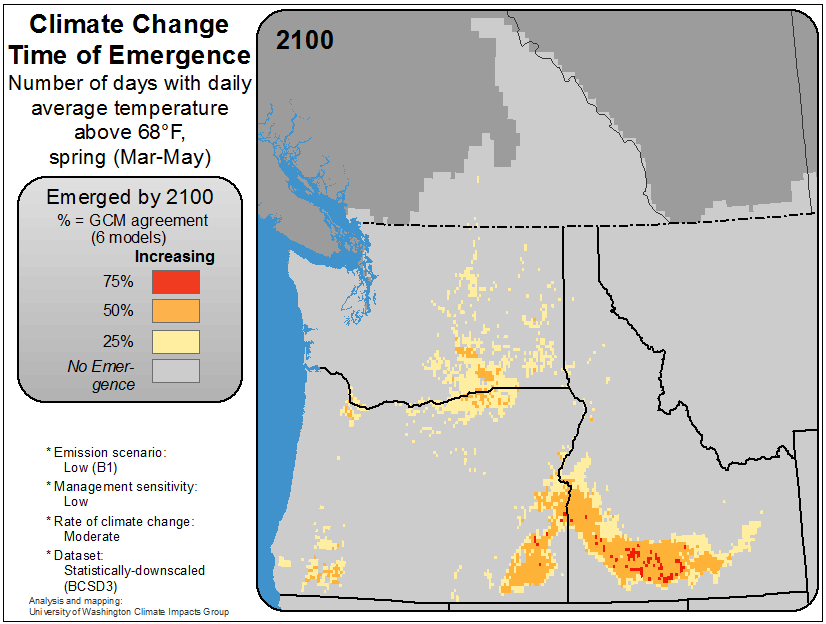 Climate Change
Time of Emergence
Number of days with daily
average temperature
above 68°F,
spring (Mar-May)
Emerged by 2100
% = GCM agreement
(6 models)
Increasing
75%
50%
25%
No Emer-
gence
* Emission scenario:
Low (B1)
* Management sensitivity:
Low
* Rate of climate change:
Moderate
* Dataset:
Statistically-downscaled
(BCSD3)
Analysis and mapping:
University of Washington Climate Impacts Group
2100